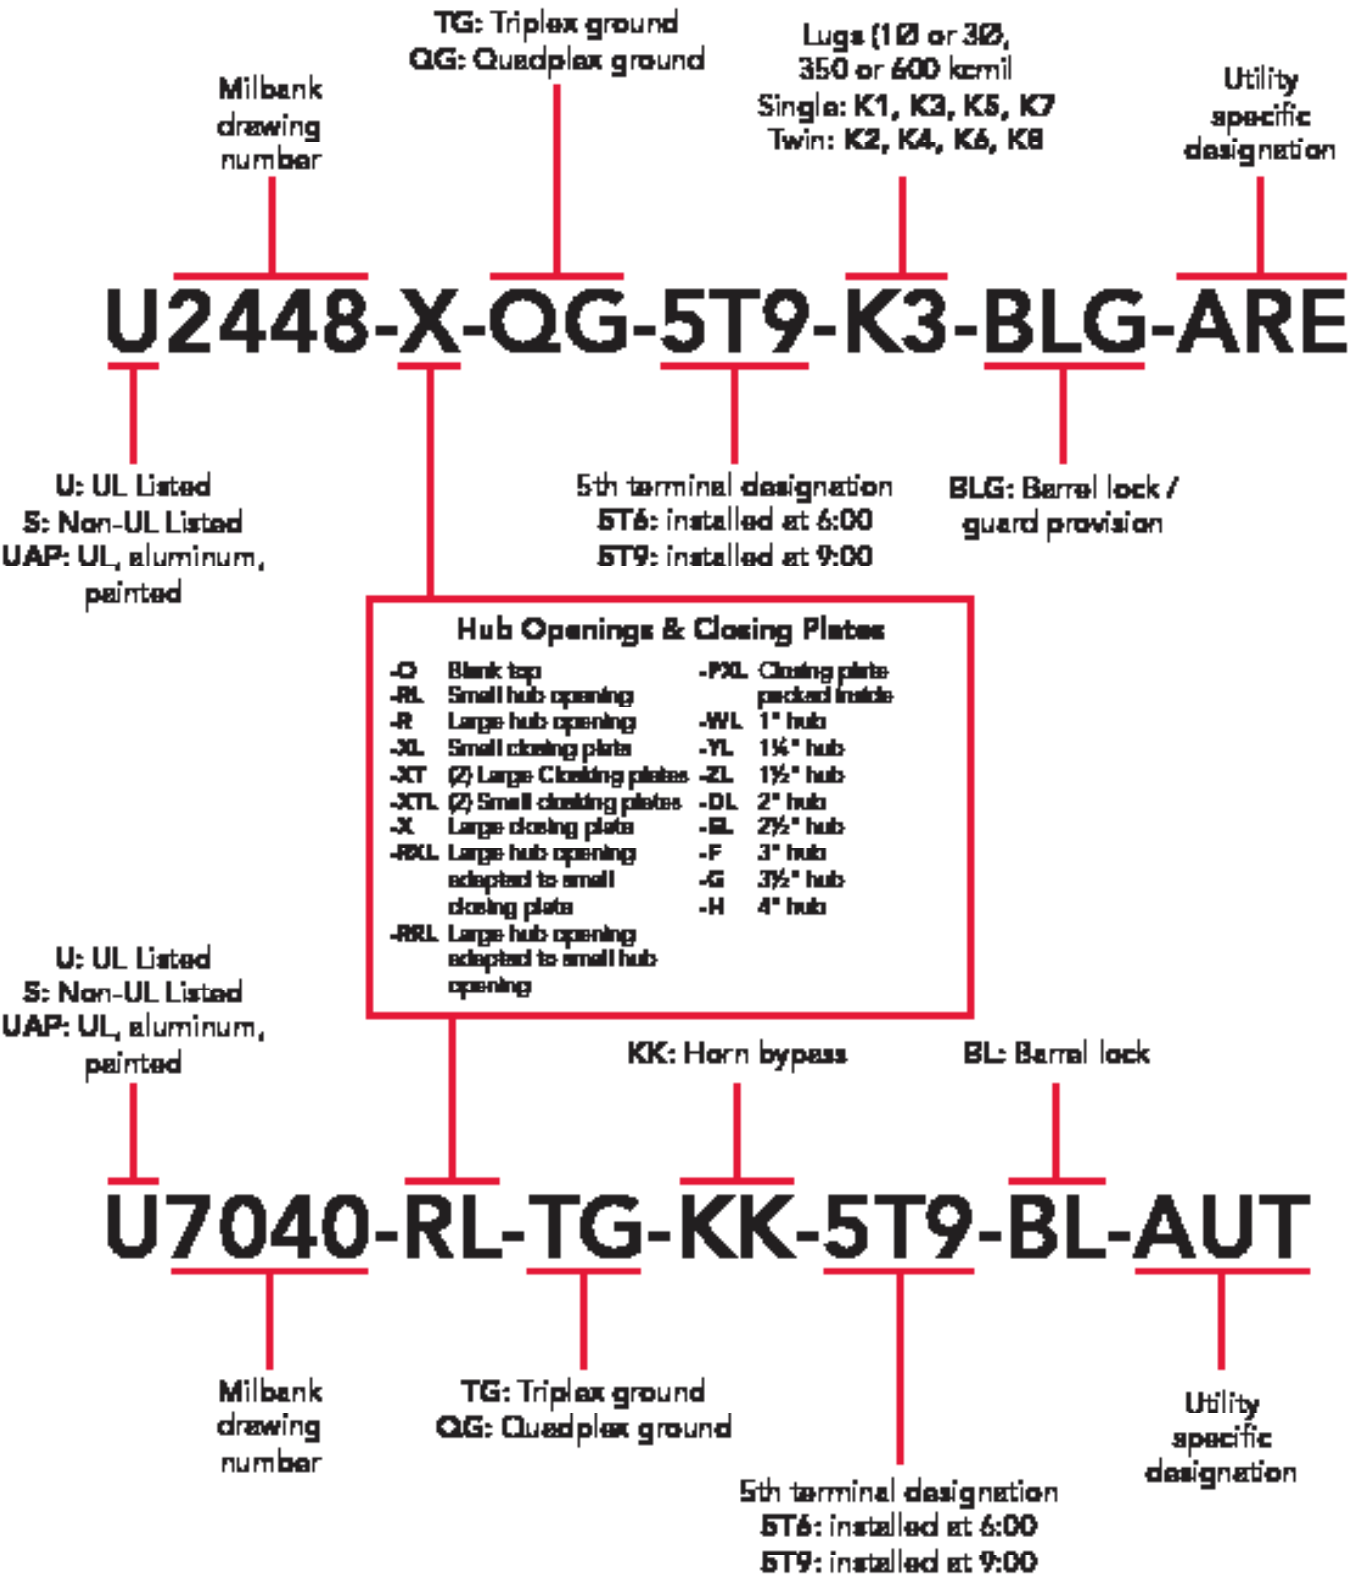 TG: Triplex ground
QG: Quadplex ground
Lugs (1Ø or 3Ø,
350 or 600 kcmil
Single: K1, K3, K5, K7
Twin: K2, K4, K6, K8
Milbank
drawing
number
Utility
specific
designation
U2448-X-QG-5T9-K3-BLG-ARE
U: UL Listed
S: Non-UL Listed
UAP: UL, aluminum,
painted
5th terminal designation
5T6: installed at 6:00
5T9: installed at 9:00
BLG: Barrel lock /
guard provision
Hub Openings & Closing Plates
-O Blank top
-RL Small hub opening
-R Large hub opening
-XL Small closing plate
-XT (2) Large Closking plates
-XTL (2) Small closking plates
-X Large closing plate
-RXL Large hub opening
adapted to small
closing plate
-RRL Large hub opening
adapted to small hub
opening
-PXL Closing plate
packed inside
-WL 1" hub
-YL 1¼" hub
-ZL 1½" hub
-DL 2" hub
-EL 2½" hub
-F 3" hub
-G 3½" hub
-H 4" hub
U: UL Listed
S: Non-UL Listed
UAP: UL, aluminum,
painted
KK: Horn bypass
BL: Barrel lock
U7040-RL-TG-KK-5T9-BL-AUT
Milbank
drawing
number
TG: Triplex ground
QG: Quadplex ground
5th terminal designation
5T6: installed at 6:00
5T9: installed at 9:00
Utility
specific
designation